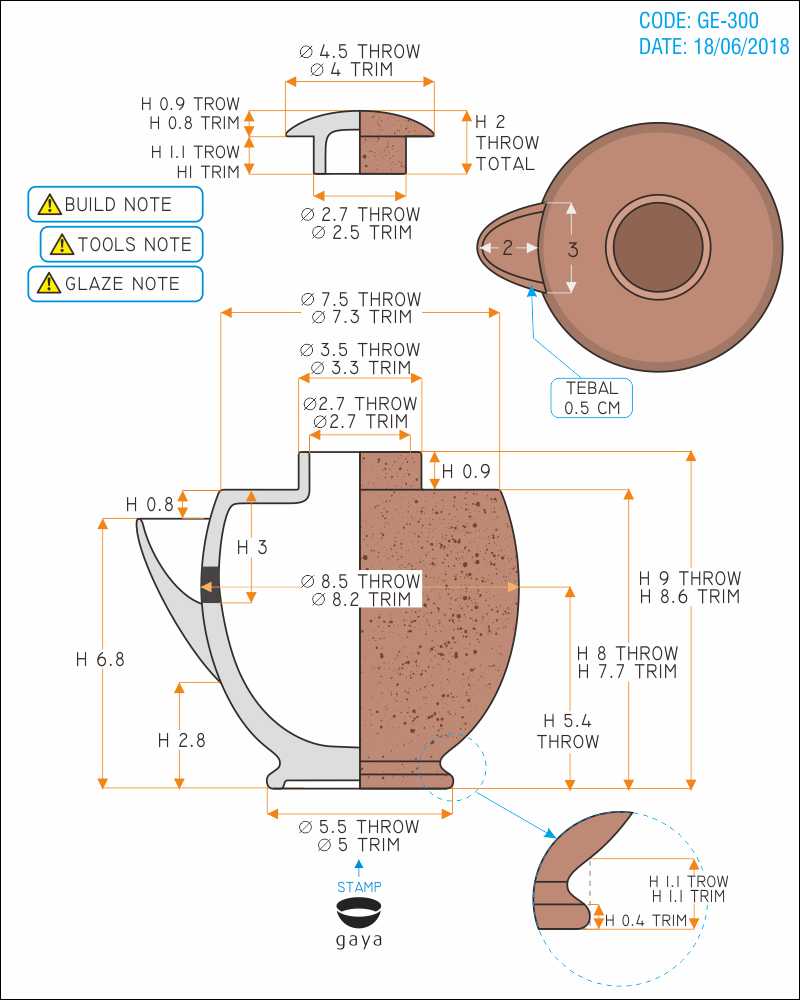 CODE: GE-300
DATE: 18/06/2018
Ø 4.5 THROW
Ø 4 TRIM
H 0.9 TROW
H 0.8 TRIM
H 1.1 TROW
H1 TRIM
H 2
THROW
TOTAL
Ø 2.7 THROW
Ø 2.5 TRIM
BUILD NOTE
TOOLS NOTE
GLAZE NOTE
2
3
TEBAL
0.5 CM
Ø 7.5 THROW
Ø 7.3 TRIM
Ø 3.5 THROW
Ø 3.3 TRIM
Ø2.7 THROW
Ø2.7 TRIM
H 0.9
H 0.8
H 3
Ø 8.5 THROW
Ø 8.2 TRIM
H 9 THROW
H 8.6 TRIM
H 8 THROW
H 7.7 TRIM
H 6.8
H 5.4
THROW
H 2.8
Ø 5.5 THROW
Ø 5 TRIM
STAMP
gaya
H 1.1 TROW
H 1.1 TRIM
H 0.4 TRIM